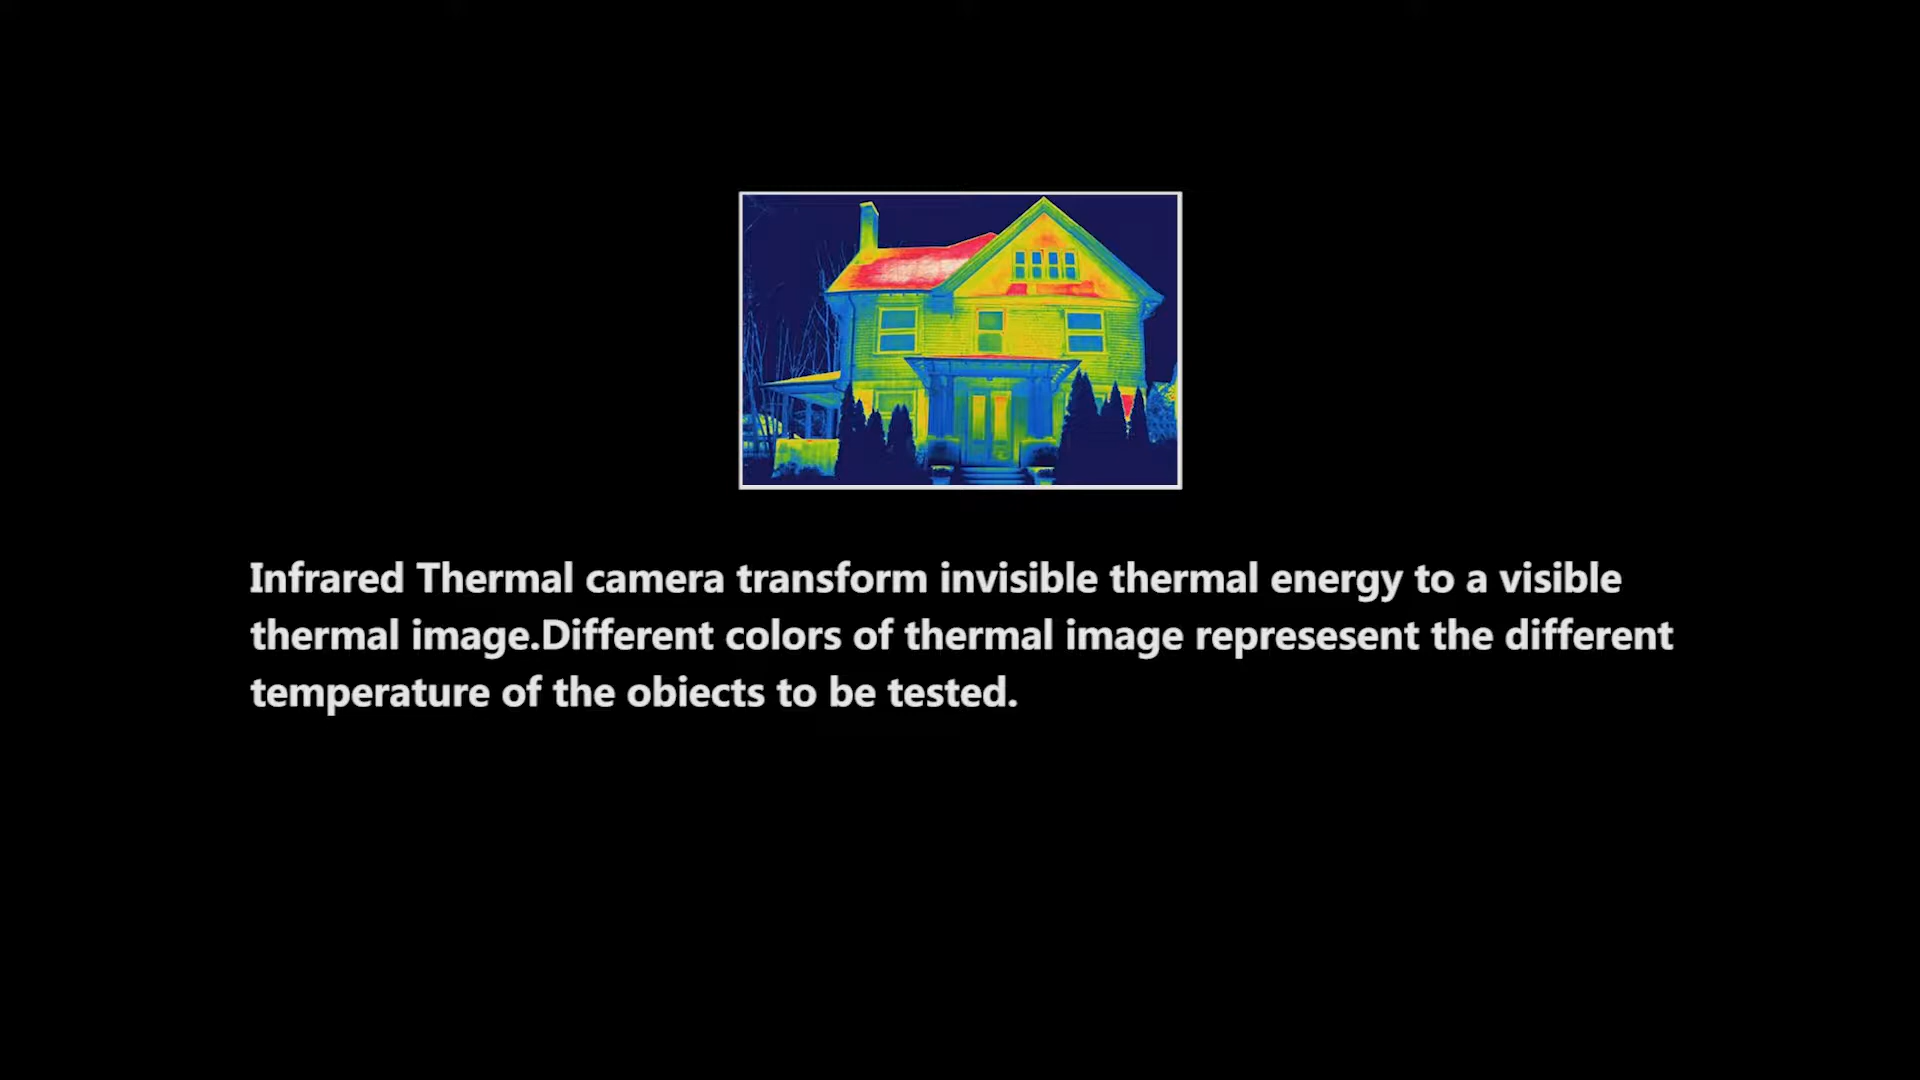 Infrared Thermal camera transform invisible thermal energy to a visible
thermal image.Different colors of thermal image represesent the different
temperature of the obiects to be tested.